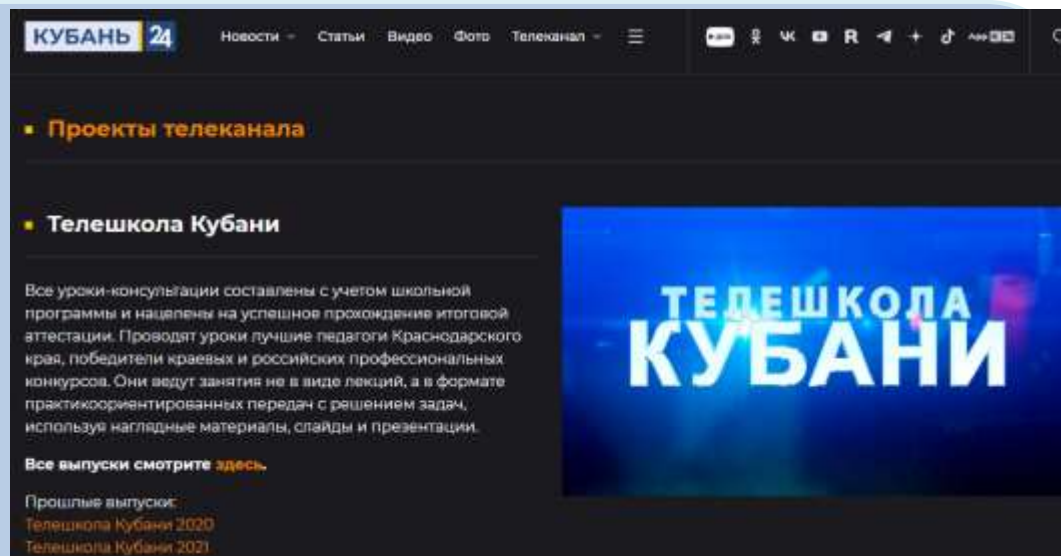 КУБАНЬ 24
Новости Статьи Видео Фото Телеканал
Проекты телеканала
Телешкола Кубани
Все уроки-консультации составлены с учетом школьной
программы и нацелены на успешное прохождение итоговой
аттестации. Проводят уроки лучшие педагоги Краснодарского
края, победители краевых и российских профессиональных
конкурсов. Они ведут занятия не в виде лекций, а в формате
практикоориентированных передач с решением задач,
используя наглядные материалы, слайды и презентации.
Все выпуски смотрите здесь.
Прошлые выпуски:
Телешкола Кубани 2020
Телешкола Кубани 2021
ТЕЛЕШКОЛА
КУБАНИ